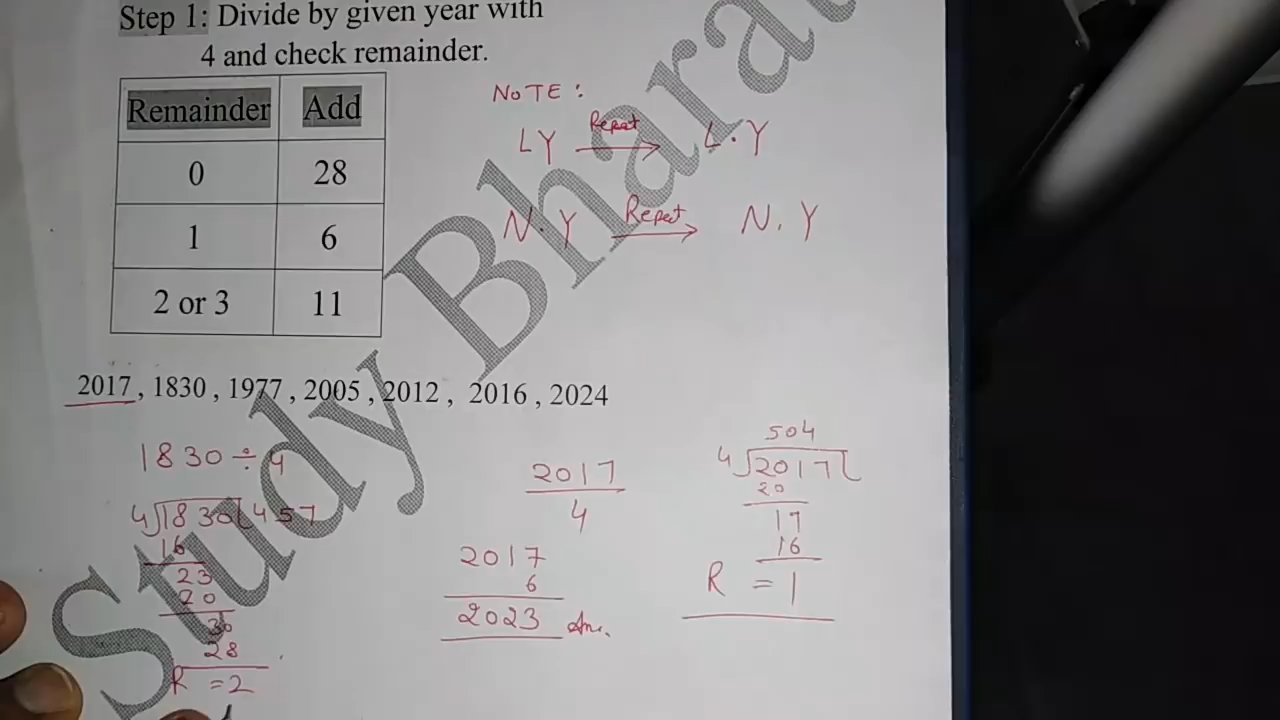 Step 1: Divide by given year with
4 and check remainder.
Remainder Add
0 28
1 6
2 or 3 11
NOTE :
LY Repeat L.Y
N.Y Repeat N.Y
2017 , 1830 , 1977 , 2005 , 2012 , 2016 , 2024
1830 ÷ 4
4 1830 457
16
23
20
30
28
R = 2
2017
4
2017
6
2023 Ans.
504
4 2017
20
17
16
R = 1
Study Bharat